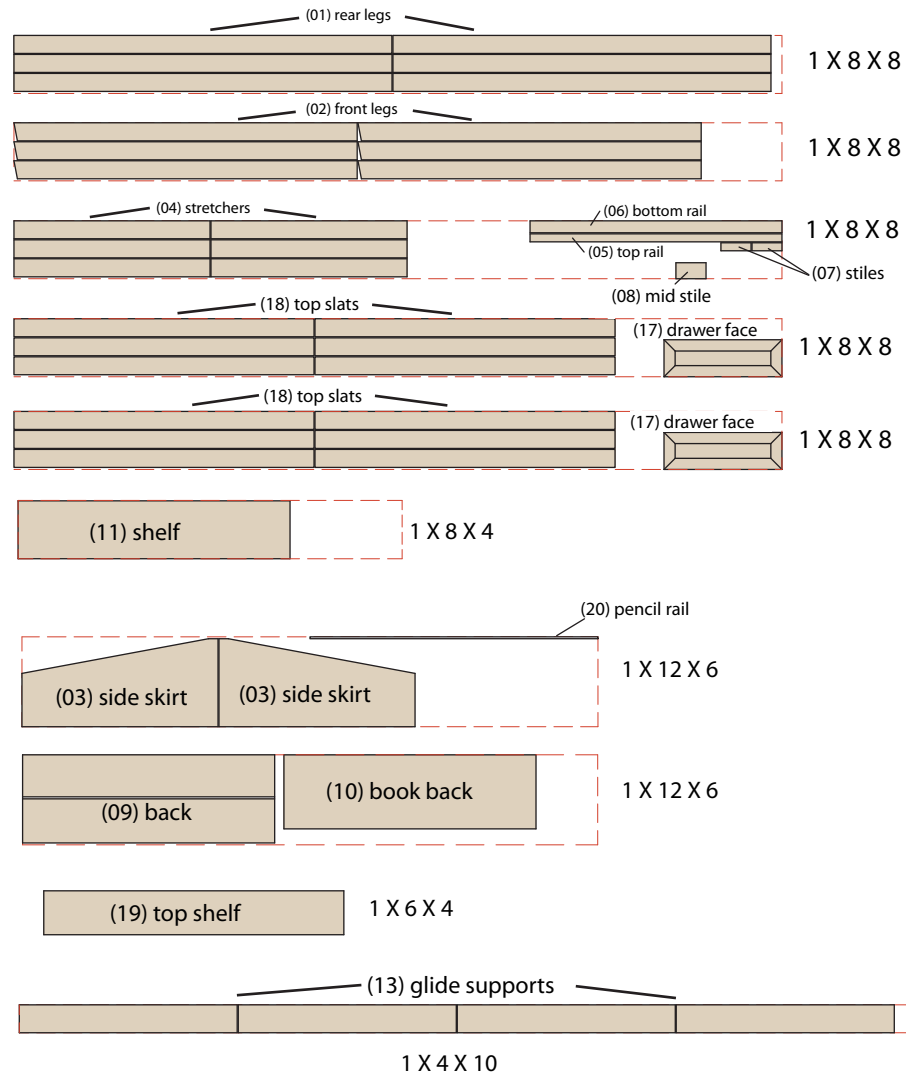 (01) rear legs
1 X 8 X 8
(02) front legs
1 X 8 X 8
(04) stretchers
(06) bottom rail
1 X 8 X 8
(05) top rail
(07) stiles
(08) mid stile
(18) top slats
(17) drawer face
1 X 8 X 8
(18) top slats
(17) drawer face
1 X 8 X 8
(11) shelf
1 X 8 X 4
(20) pencil rail
1 X 12 X 6
(03) side skirt
(03) side skirt
(10) book back
1 X 12 X 6
(09) back
(19) top shelf
1 X 6 X 4
(13) glide supports
1 X 4 X 10